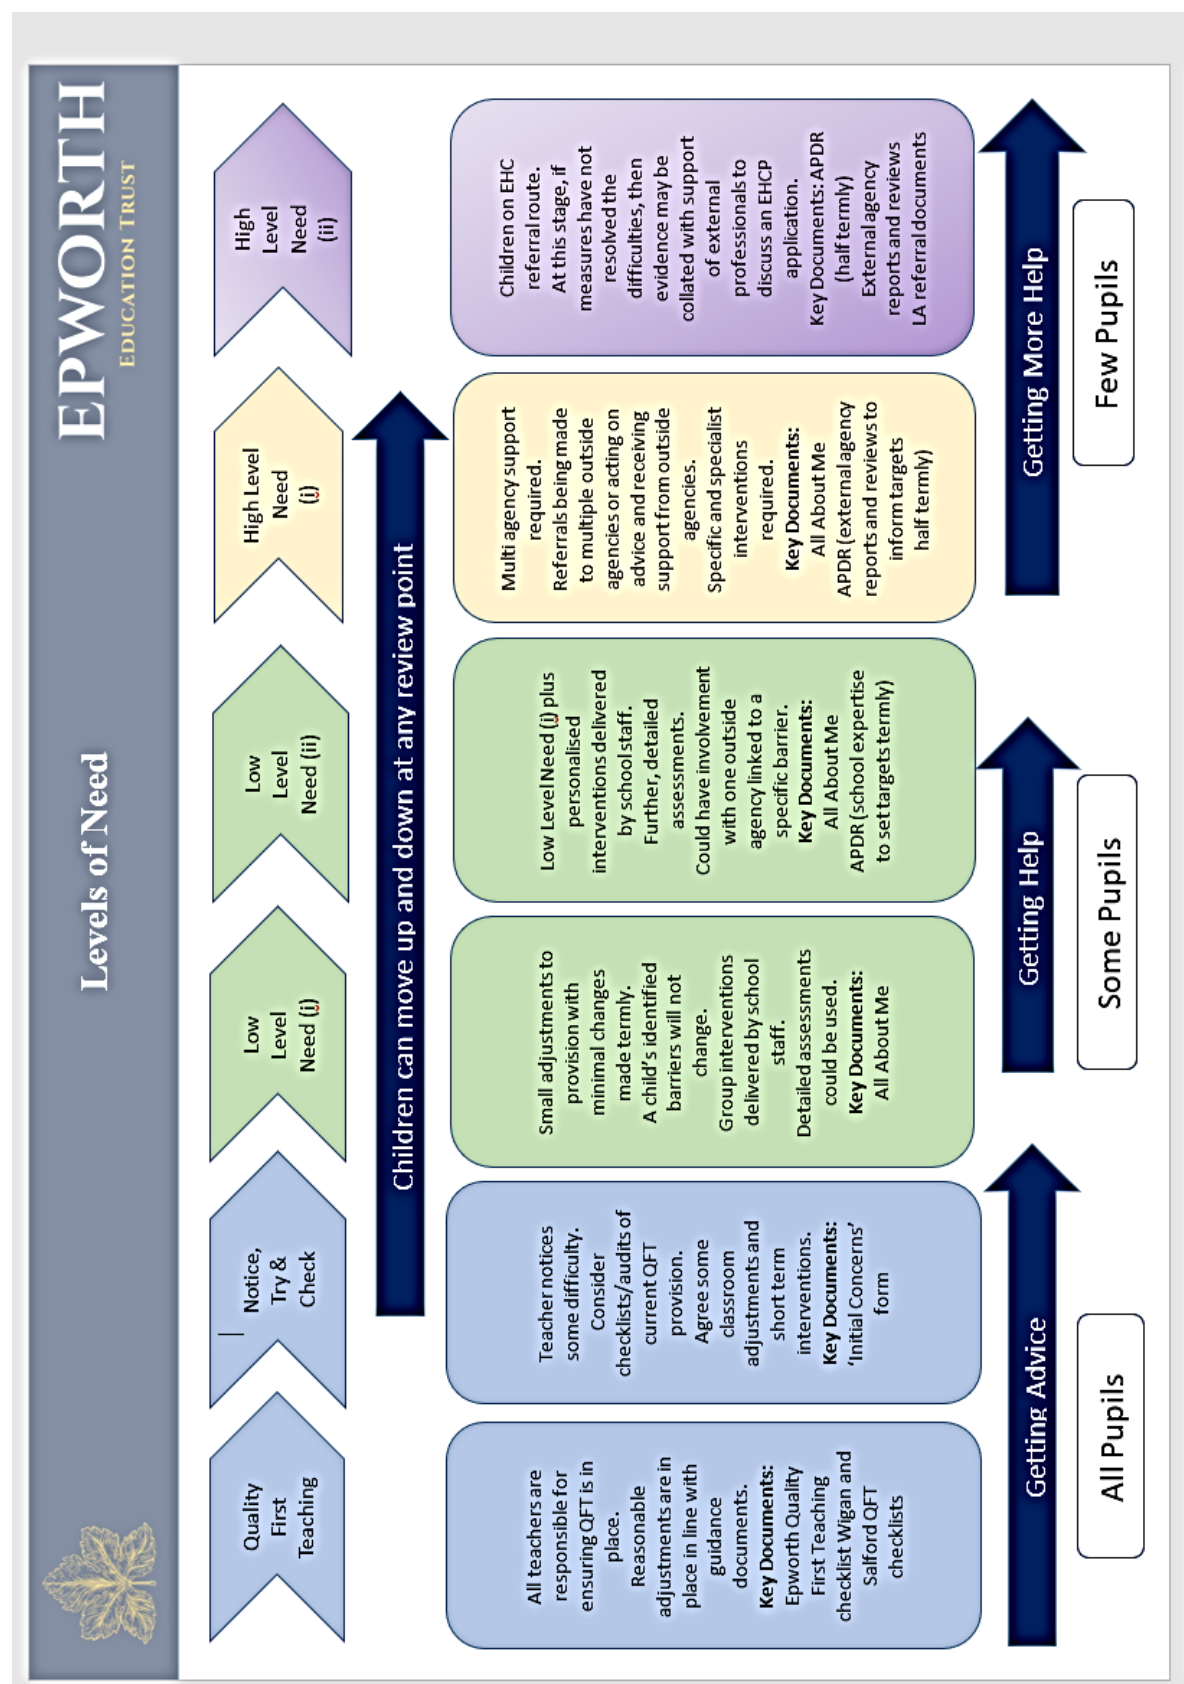 Levels of Need
EPWORTH
EDUCATION TRUST
Quality
First
Teaching
Notice,
Try &
Check
Low
Level
Need (i)
Low
Level
Need (ii)
High Level
Need
(i)
High
Level
Need
(ii)
Children can move up and down at any review point
All teachers are
responsible for
ensuring QFT is in
place.
Reasonable
adjustments are in
place in line with
guidance
documents.
Key Documents:
Epworth Quality
First Teaching
checklist Wigan and
Salford QFT
checklists
Teacher notices
some difficulty.
Consider
checklists/audits of
current QFT
provision.
Agree some
classroom
adjustments and
short term
interventions.
Key Documents:
‘Initial Concerns’
form
Small adjustments to
provision with
minimal changes
made termly.
A child’s identified
barriers will not
change.
Group interventions
delivered by school
staff.
Detailed assessments
could be used.
Key Documents:
All About Me
Low Level Need (i) plus
personalised
interventions delivered
by school staff.
Further, detailed
assessments.
Could have involvement
with one outside
agency linked to a
specific barrier.
Key Documents:
All About Me
APDR (school expertise
to set targets termly)
Multi agency support
required.
Referrals being made
to multiple outside
agencies or acting on
advice and receiving
support from outside
agencies.
Specific and specialist
interventions
required.
Key Documents:
All About Me
APDR (external agency
reports and reviews to
inform targets
half termly)
Children on EHC
referral route.
At this stage, if
measures have not
resolved the
difficulties, then
evidence may be
collated with support
of external
professionals to
discuss an EHCP
application.
Key Documents: APDR
(half termly)
External agency
reports and reviews
LA referral documents
Getting Advice
Getting Help
Getting More Help
All Pupils
Some Pupils
Few Pupils